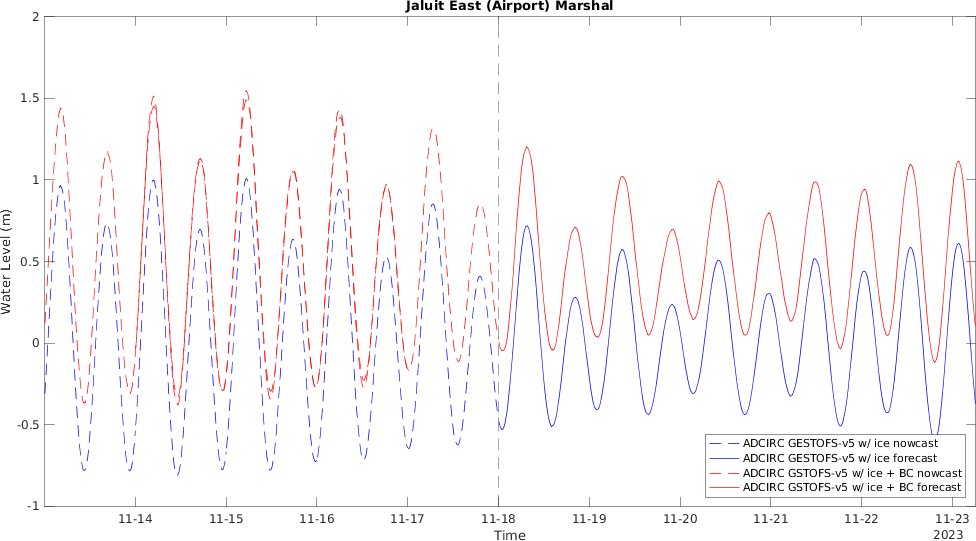 Jaluit East (Airport) Marshal
2
1.5
1
0.5
0
-0.5
-1
Water Level (m)
ADCIRC GESTOFS-v5 w/ ice nowcast
ADCIRC GESTOFS-v5 w/ ice forecast
ADCIRC GSTOFS-v5 w/ ice + BC nowcast
ADCIRC GSTOFS-v5 w/ ice + BC forecast
11-14 11-15 11-16 11-17 11-18 11-19 11-20 11-21 11-22 11-23
Time 2023